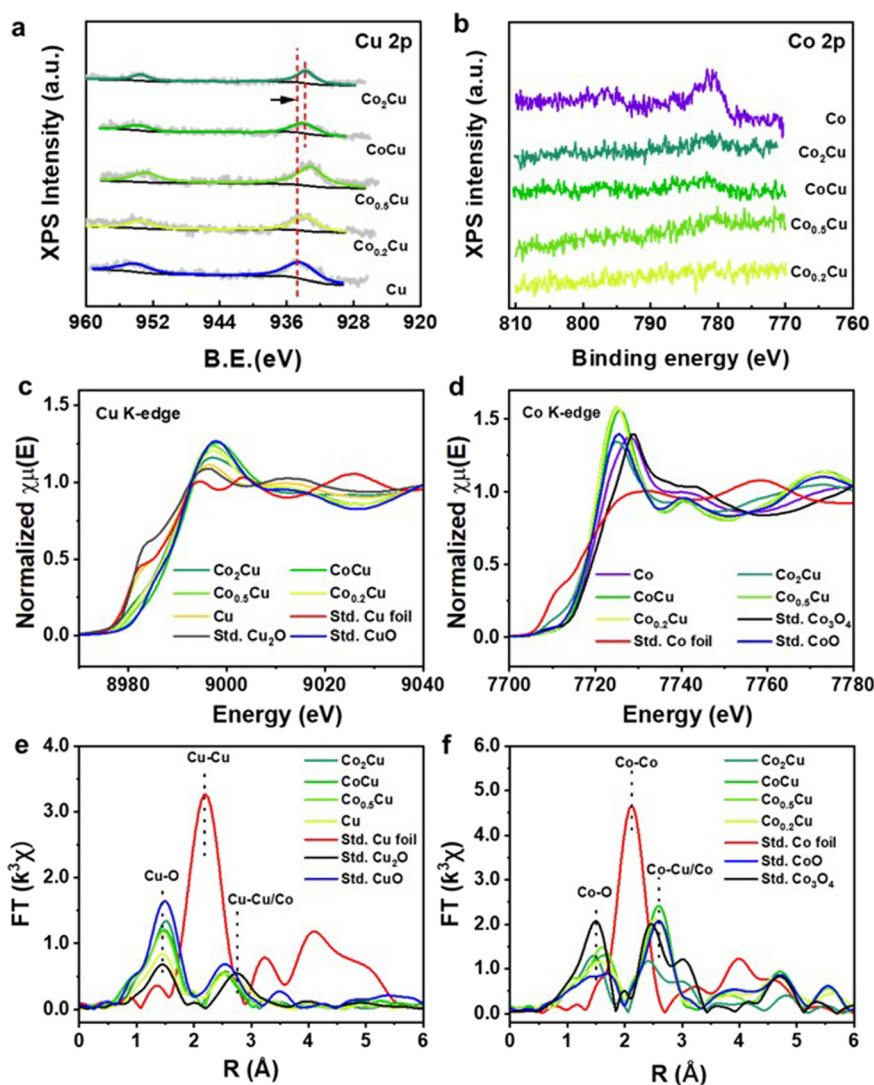 a
Cu 2p
XPS Intensity (a.u.)
Co2Cu
CoCu
Co0.5Cu
Co0.2Cu
Cu
960 952 944 936 928 920
B.E.(eV)
b
Co 2p
XPS intensity (a.u.)
Co
Co2Cu
CoCu
Co0.5Cu
Co0.2Cu
810 800 790 780 770 760
Binding energy (eV)
c
Cu K-edge
Normalized χμ(E)
1.5
1.0
0.5
0.0
Co2Cu CoCu
Co0.5Cu Co0.2Cu
Cu Std. Cu foil
Std. Cu2O Std. CuO
8980 9000 9020 9040
Energy (eV)
d
Co K-edge
Normalized χμ(E)
1.5
1.0
0.5
0.0
Co Co2Cu
CoCu Co0.5Cu
Co0.2Cu Std. Co3O4
Std. Co foil Std. CoO
7700 7720 7740 7760 7780
Energy (eV)
e
FT (k³χ)
4.0
3.0
2.0
1.0
0.0
Cu-Cu
Cu-O
Cu-Cu/Co
Co2Cu
CoCu
Co0.5Cu
Cu
Std. Cu foil
Std. Cu2O
Std. CuO
0 1 2 3 4 5 6
R (Å)
f
FT (k³χ)
6.0
5.0
4.0
3.0
2.0
1.0
0.0
Co-Co
Co-O
Co-Cu/Co
Co2Cu
CoCu
Co0.5Cu
Co0.2Cu
Std. Co foil
Std. CoO
Std. Co3O4
0 1 2 3 4 5 6
R (Å)